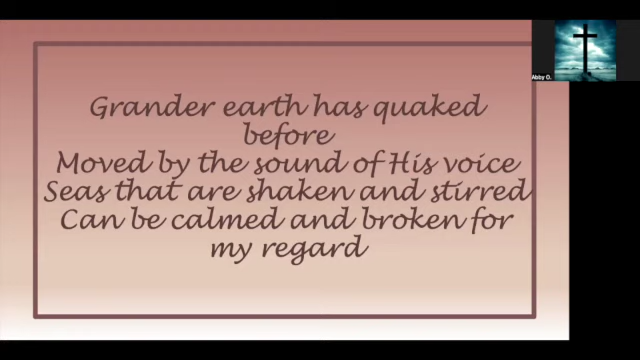 Grander earth has quaked
before
Moved by the sound of His voice
Seas that are shaken and stirred
Can be calmed and broken for
my regard
Abby O.